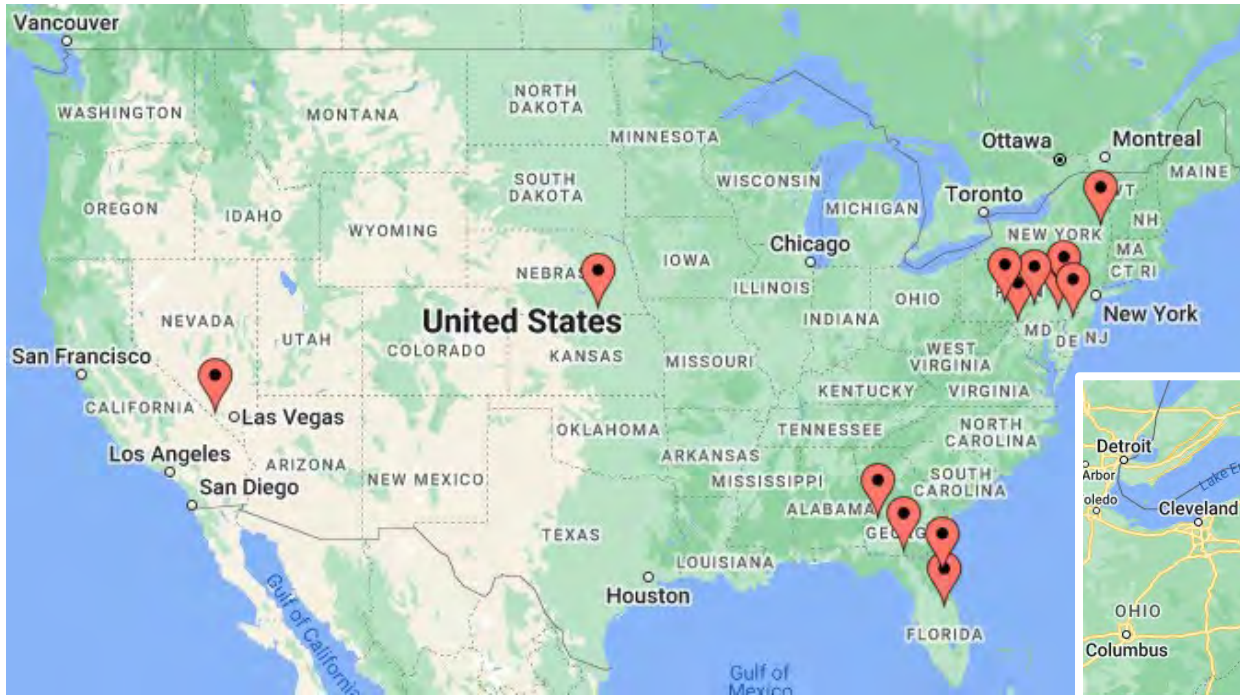 Vancouver
WASHINGTON
MONTANA
NORTH
DAKOTA
MINNESOTA
Ottawa
Montreal
MAINE
VT
OREGON
IDAHO
SOUTH
DAKOTA
WISCONSIN
MICHIGAN
Toronto
NH
WYOMING
NEW YORK
MA
CT RI
Chicago
IOWA
NEBRAS
ILLINOIS
OHIO
NEVADA
UTAH
United States
INDIANA
MD
New York
DE
NJ
San Francisco
COLORADO
KANSAS
MISSOURI
WEST
VIRGINIA
CALIFORNIA
Las Vegas
KENTUCKY
VIRGINIA
OKLAHOMA
TENNESSEE
NORTH
CAROLINA
Los Angeles
ARIZONA
NEW MEXICO
ARKANSAS
SOUTH
CAROLINA
San Diego
MISSISSIPPI
ALABAMA
TEXAS
GEORG
LOUISIANA
Houston
Gulf of California
FLORIDA
Gulf of
Mexico
Detroit
Arbor
oledo
Lake Er
Cleveland
OHIO
Columbus